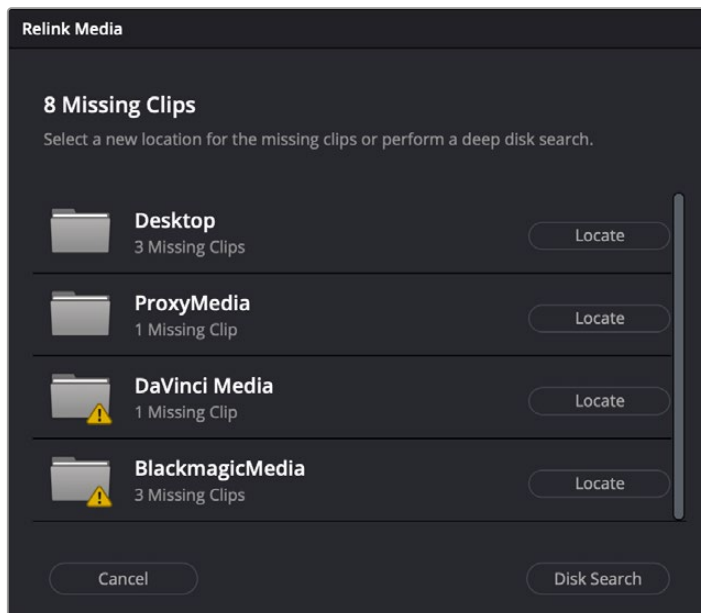 Relink Media
8 Missing Clips
Select a new location for the missing clips or perform a deep disk search.
Desktop
3 Missing Clips
Locate
ProxyMedia
1 Missing Clip
Locate
DaVinci Media
1 Missing Clip
Locate
BlackmagicMedia
3 Missing Clips
Locate
Cancel
Disk Search